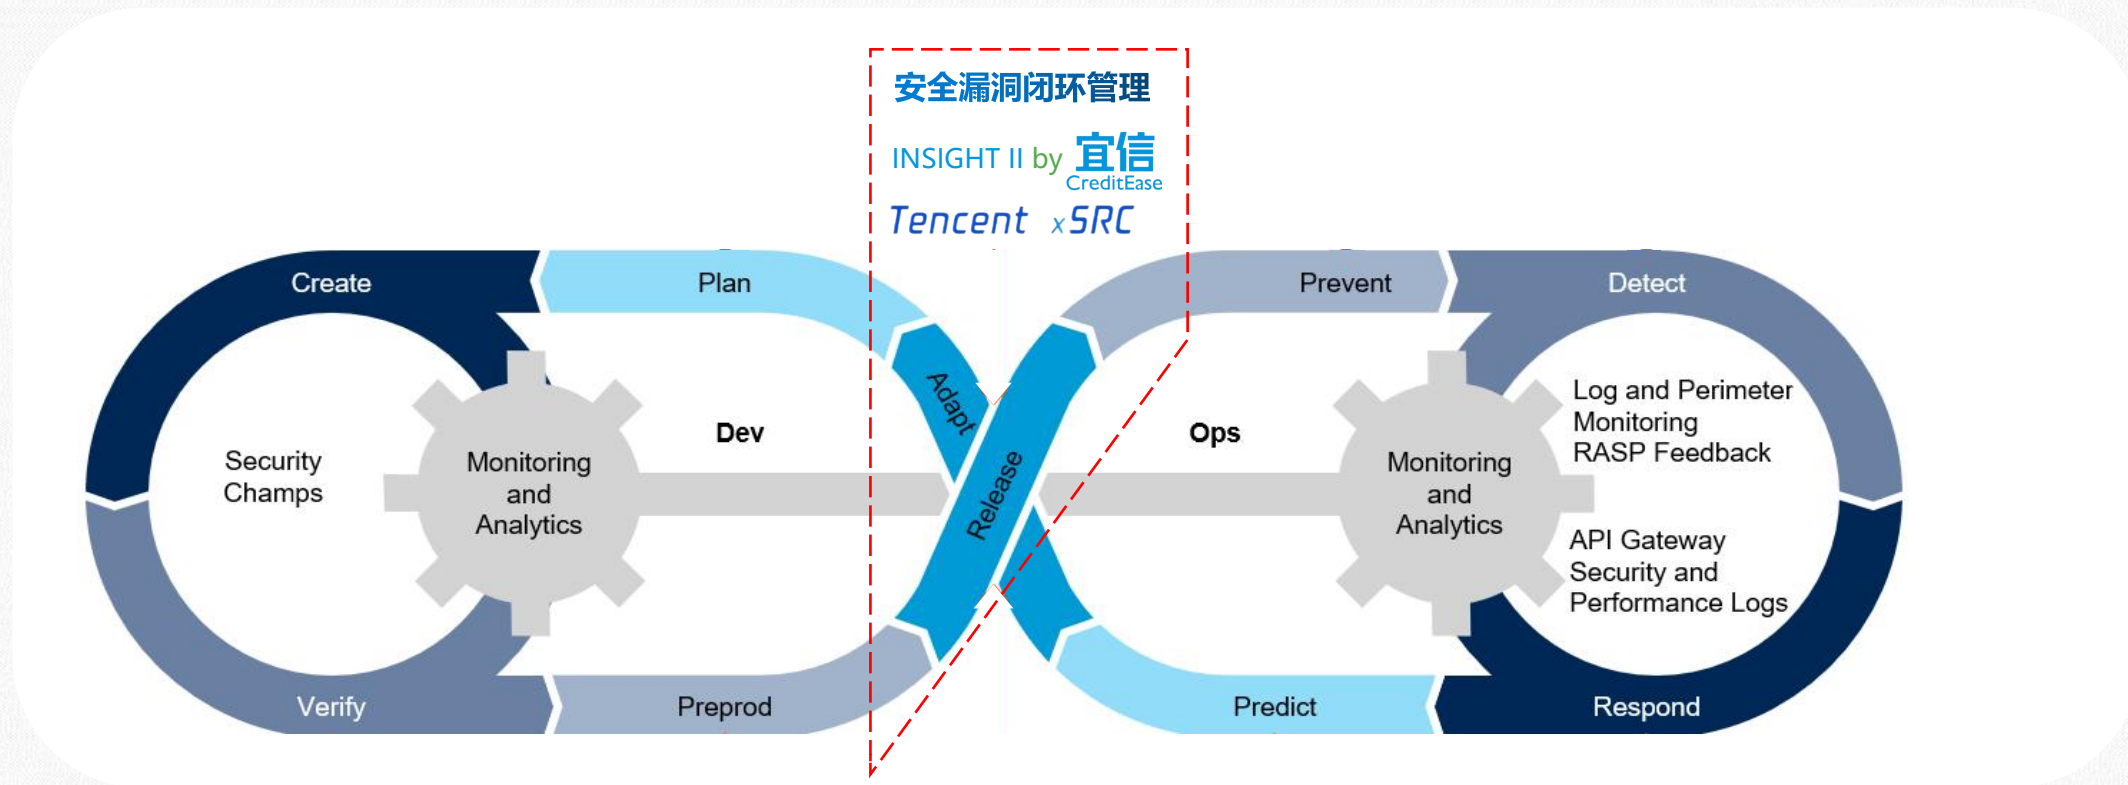 安全漏洞闭环管理
INSIGHT II by 宜信
CreditEase
Tencent xSRC
Create
Plan
Prevent
Detect
Adapt
Release
Dev
Ops
Security
Champs
Monitoring
and
Analytics
Monitoring
and
Analytics
Log and Perimeter
Monitoring
RASP Feedback
API Gateway
Security and
Performance Logs
Verify
Preprod
Predict
Respond